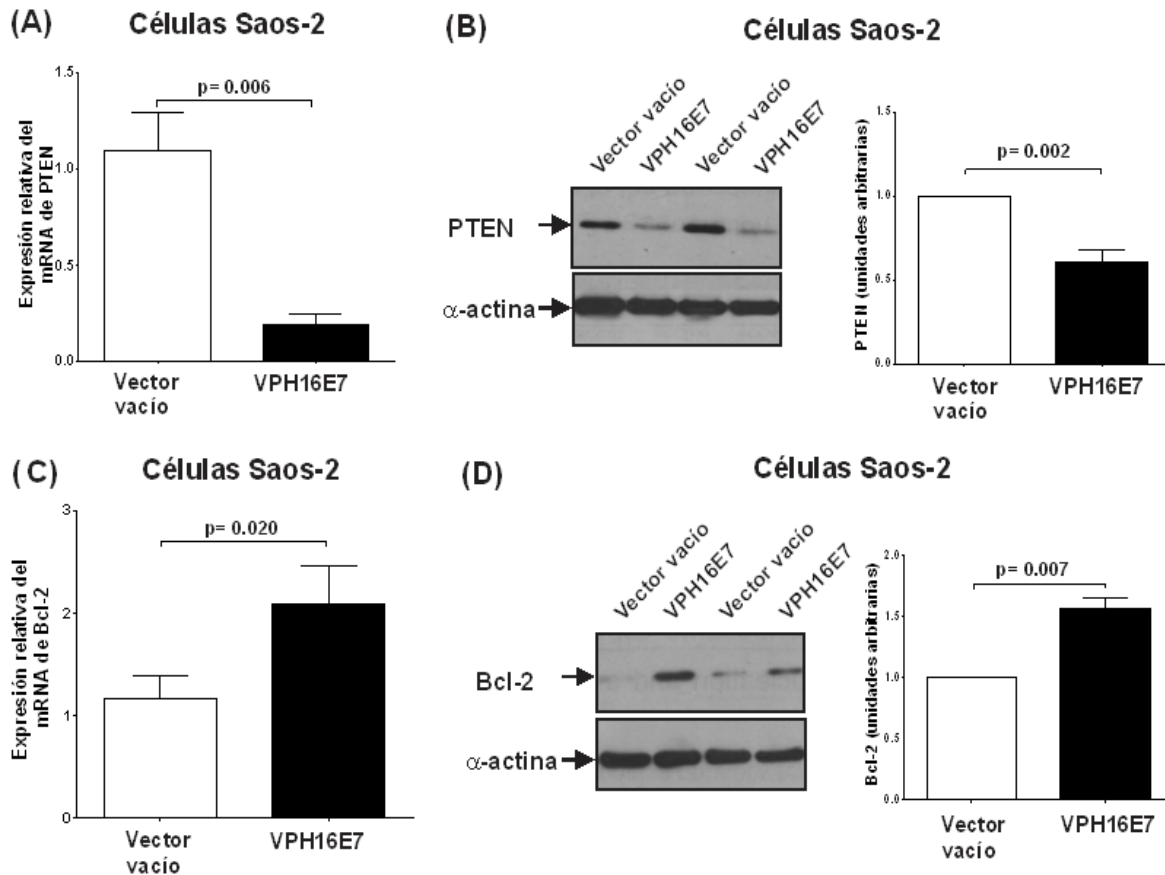 (A)
Células Saos-2
Expresión relativa del
mRNA de PTEN
1.5
1.0
0.5
0.0
p= 0.006
Vector
vacío
VPH16E7
(B)
Células Saos-2
Vector vacío
VPH16E7
Vector vacío
VPH16E7
PTEN
α-actina
PTEN (unidades arbitrarias)
1.5
1.0
0.5
0.0
p= 0.002
Vector
vacío
VPH16E7
(C)
Células Saos-2
Expresión relativa del
mRNA de Bcl-2
3
2
1
0
p= 0.020
Vector
vacío
VPH16E7
(D)
Células Saos-2
Vector vacío
VPH16E7
Vector vacío
VPH16E7
Bcl-2
α-actina
Bcl-2 (unidades arbitrarias)
2.0
1.5
1.0
0.5
0.0
p= 0.007
Vector
vacío
VPH16E7